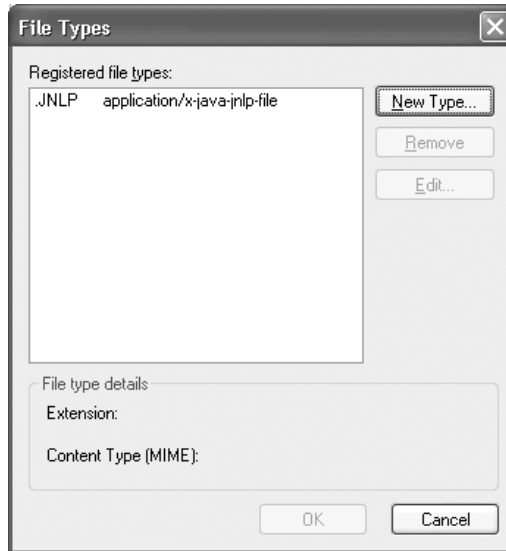 File Types
Registered file types:
.JNLP application/x-java-jnlp-file
New Type...
Remove
Edit...
File type details
Extension:
Content Type (MIME):
OK
Cancel